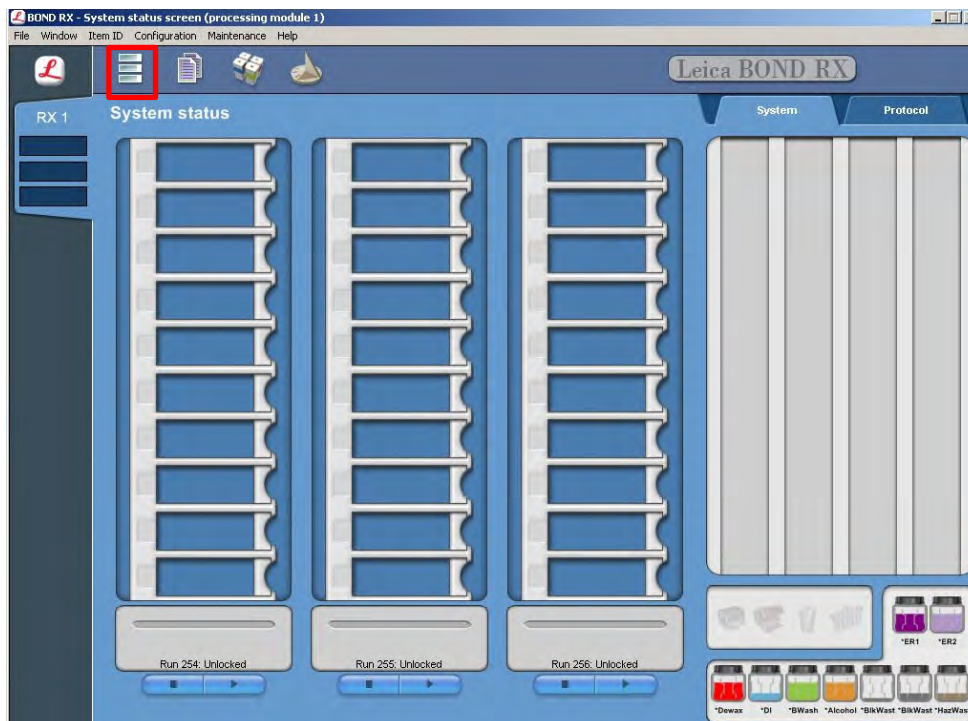 BOND RX - System status screen (processing module 1)
File Window Item ID Configuration Maintenance Help
Leica BOND RX
RX 1
System status
System
Protocol
*ER1 *ER2
Run 254: Unlocked
Run 255: Unlocked
Run 256: Unlocked
*Dewax *DI *BWash *Alcohol *BlkWast *BlkWast *HazWas